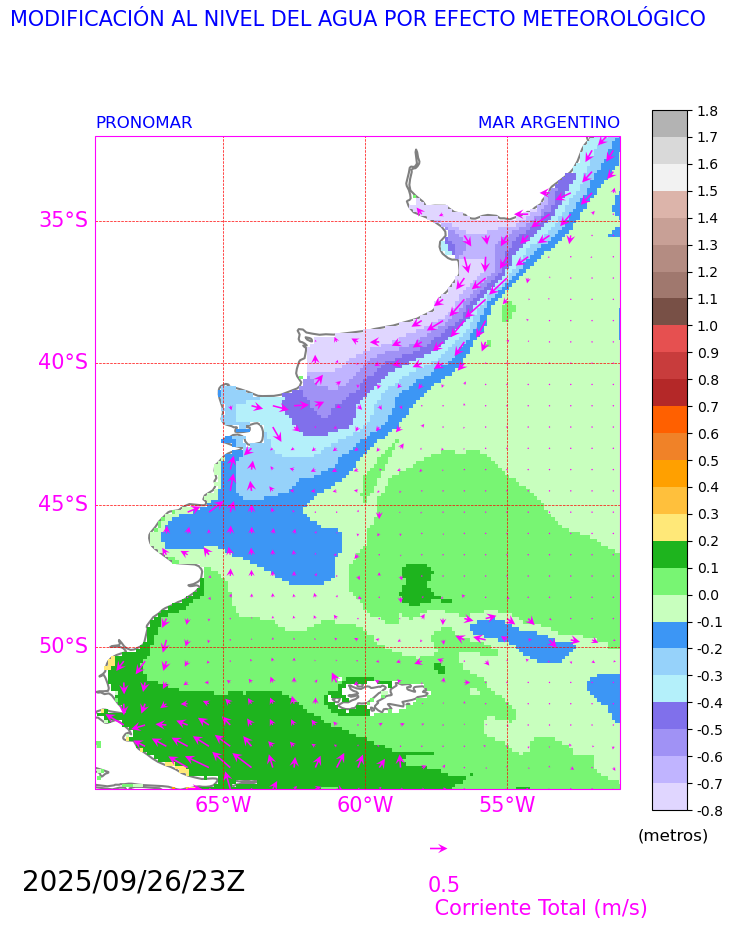 MODIFICACIÓN AL NIVEL DEL AGUA POR EFECTO METEOROLÓGICO
PRONOMAR MAR ARGENTINO
35°S
40°S
45°S
50°S
65°W 60°W 55°W
1.8
1.7
1.6
1.5
1.4
1.3
1.2
1.1
1.0
0.9
0.8
0.7
0.6
0.5
0.4
0.3
0.2
0.1
0.0
-0.1
-0.2
-0.3
-0.4
-0.5
-0.6
-0.7
-0.8
(metros)
2025/09/26/23Z
0.5
Corriente Total (m/s)